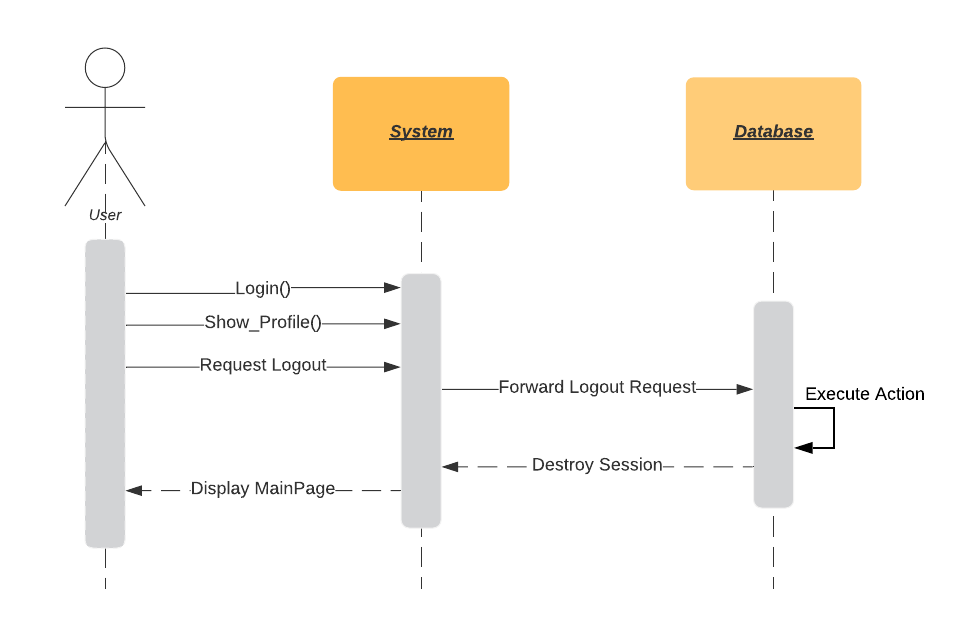 System
Database
User
Login()
Show_Profile()
Request Logout
Forward Logout Request
Execute Action
Destroy Session
Display MainPage